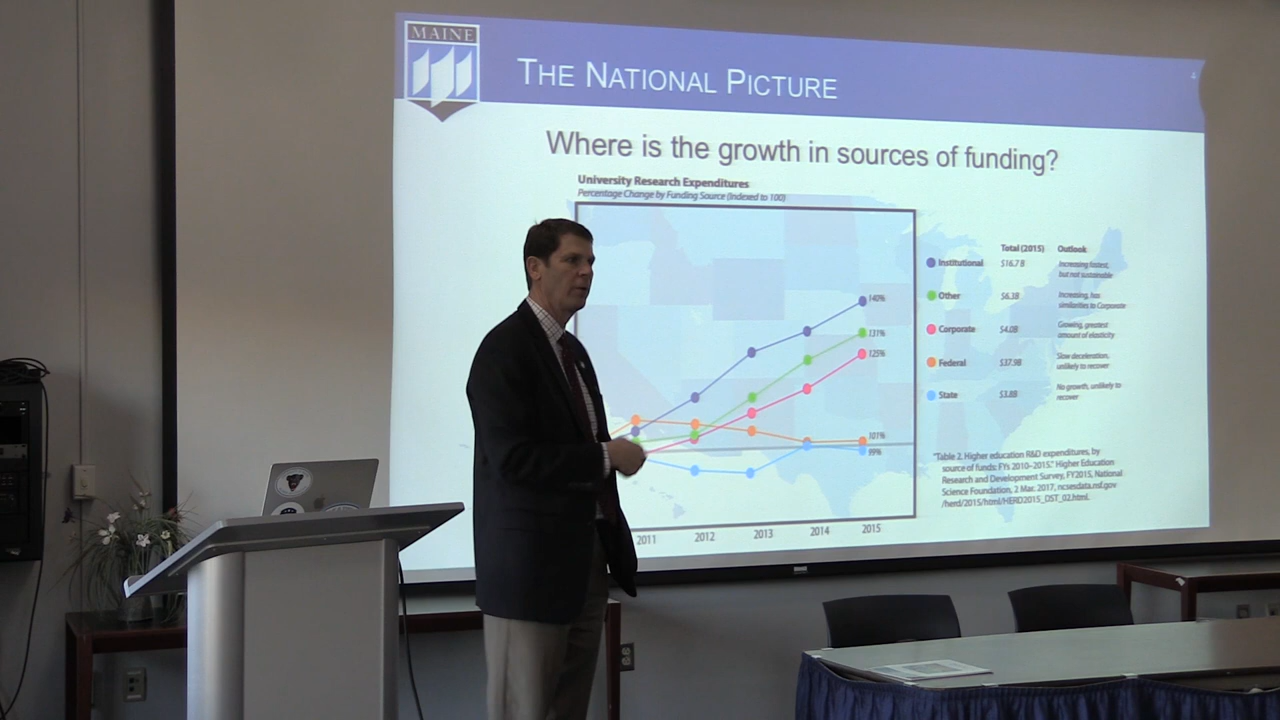 MAINE
THE NATIONAL PICTURE
4
Where is the growth in sources of funding?
University Research Expenditures
Percentage Change by Funding Source (Indexed to 100)
Total (2015) Outlook
Institutional $16.7 B Increasing fastest,
but not sustainable
Other $6.3B Increasing, has
similarities to Corporate
Corporate $4.0B Growing, greatest
amount of elasticity
Federal $37.9B Slow deceleration,
unlikely to recover
State $3.8B No growth, unlikely to
recover
140%
131%
125%
101%
99%
2011 2012 2013 2014 2015
"Table 2. Higher education R&D expenditures, by
source of funds: FYs 2010–2015." Higher Education
Research and Development Survey, FY2015, National
Science Foundation, 2 Mar. 2017, ncsesdata.nsf.gov
/herd/2015/html/HERD2015_DST_02.html.